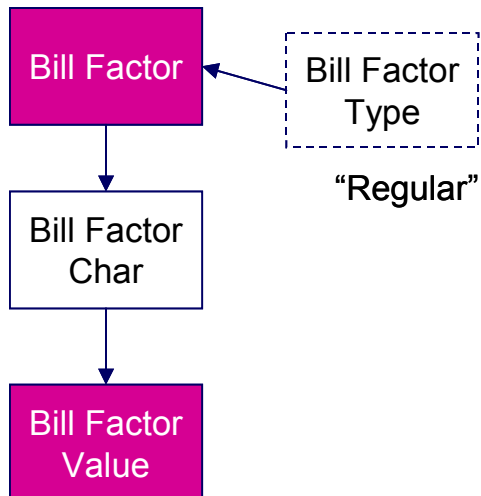 Bill Factor
Bill Factor
Type
“Regular”
Bill Factor
Char
Bill Factor
Value